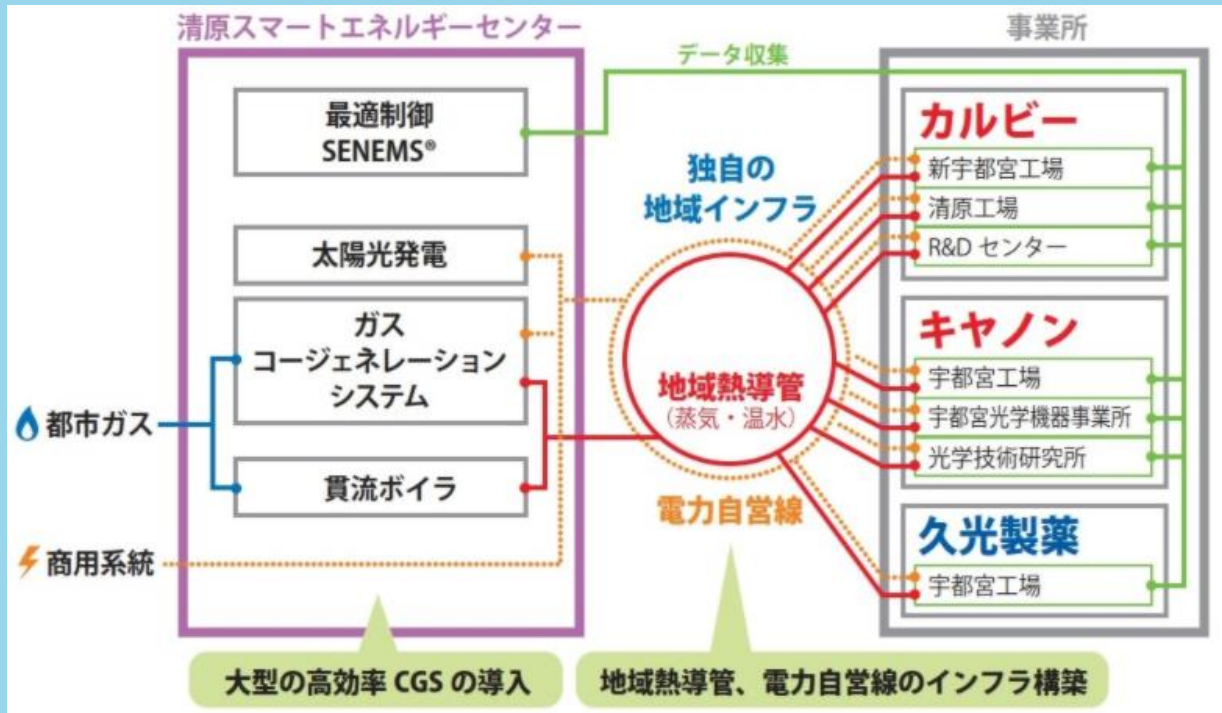 清原スマートエネルギーセンター
事業所
データ収集
最適制御
SENEMS®
太陽光発電
ガス
コージェネレーション
システム
貫流ボイラ
都市ガス
商用系統
独自の
地域インフラ
地域熱導管
(蒸気・温水)
電力自営線
カルビー
新宇都宮工場
清原工場
R&D センター
キヤノン
宇都宮工場
宇都宮光学機器事業所
光学技術研究所
久光製薬
宇都宮工場
大型の高効率 CGS の導入
地域熱導管、電力自営線のインフラ構築